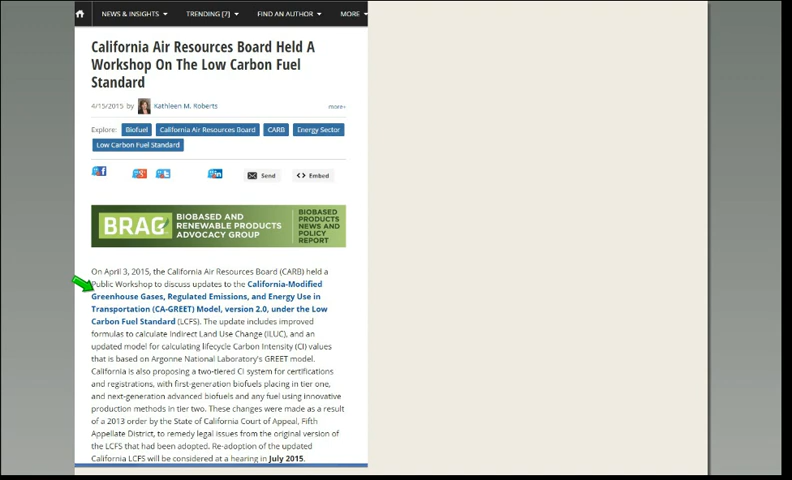 NEWS & INSIGHTS TRENDING [7] FIND AN AUTHOR MORE
California Air Resources Board Held A
Workshop On The Low Carbon Fuel
Standard
4/15/2015 by Kathleen M. Roberts more+
Explore: Biofuel California Air Resources Board CARB Energy Sector
Low Carbon Fuel Standard
Send Embed
BRAG BIOBASED AND
RENEWABLE PRODUCTS
ADVOCACY GROUP
BIOBASED
PRODUCTS
NEWS AND
POLICY
REPORT
On April 3, 2015, the California Air Resources Board (CARB) held a
Public Workshop to discuss updates to the California-Modified
Greenhouse Gases, Regulated Emissions, and Energy Use in
Transportation (CA-GREET) Model, version 2.0, under the Low
Carbon Fuel Standard (LCFS). The update includes improved
formulas to calculate Indirect Land Use Change (ILUC), and an
updated model for calculating lifecycle Carbon Intensity (CI) values
that is based on Argonne National Laboratory's GREET model.
California is also proposing a two-tiered CI system for certifications
and registrations, with first-generation biofuels placing in tier one,
and next-generation advanced biofuels and any fuel using innovative
production methods in tier two. These changes were made as a result
of a 2013 order by the State of California Court of Appeal, Fifth
Appellate District, to remedy legal issues from the original version of
the LCFS that had been adopted. Re-adoption of the updated
California LCFS will be considered at a hearing in July 2015.